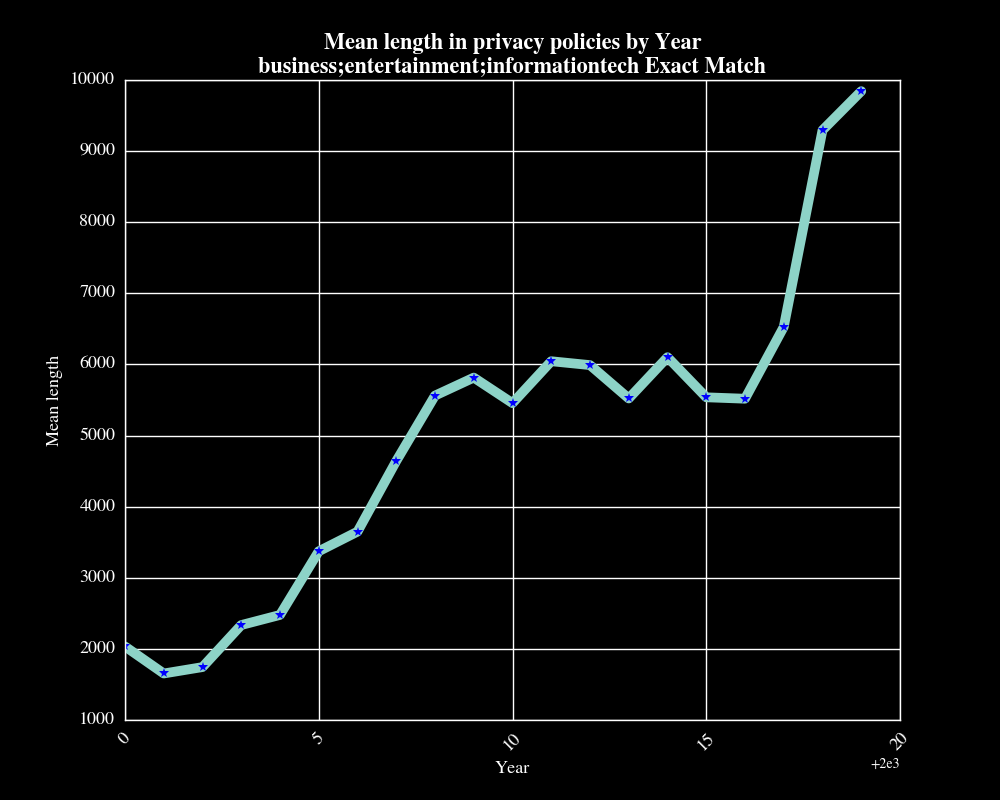 Mean length in privacy policies by Year
business;entertainment;informationtech Exact Match
10000
9000
8000
7000
6000
5000
4000
3000
2000
1000
Mean length
0 5 10 15 20
Year
+2e3